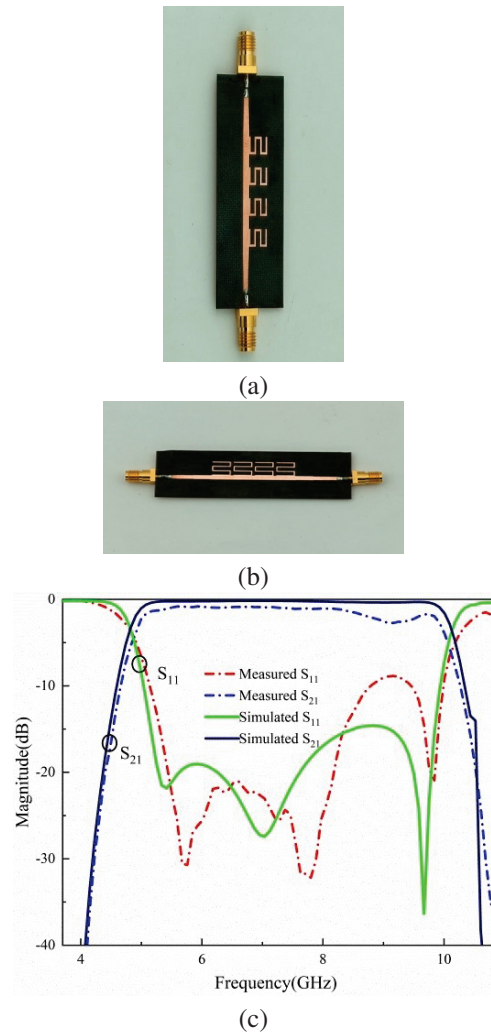 (a)
(b)
0
-10
-20
-30
-40
Magnitude(dB)
S11
S21
Measured S11
Measured S21
Simulated S11
Simulated S21
4
6
8
10
Frequency(GHz)
(c)